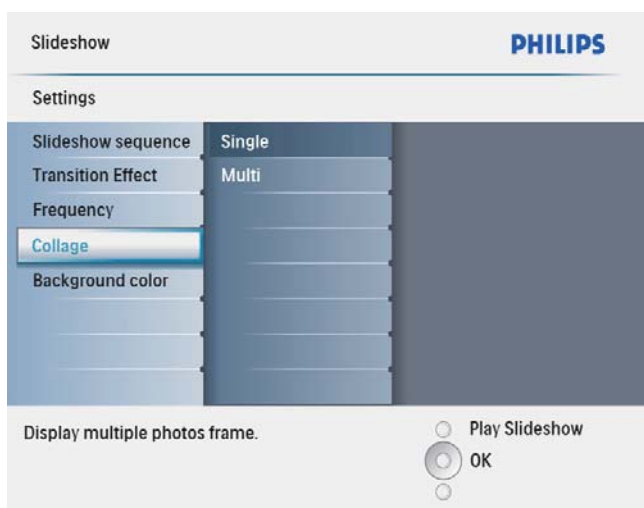 Slideshow PHILIPS
Settings
Slideshow sequence Single
Transition Effect Multi
Frequency
Collage
Background color
Display multiple photos frame. Play Slideshow
OK